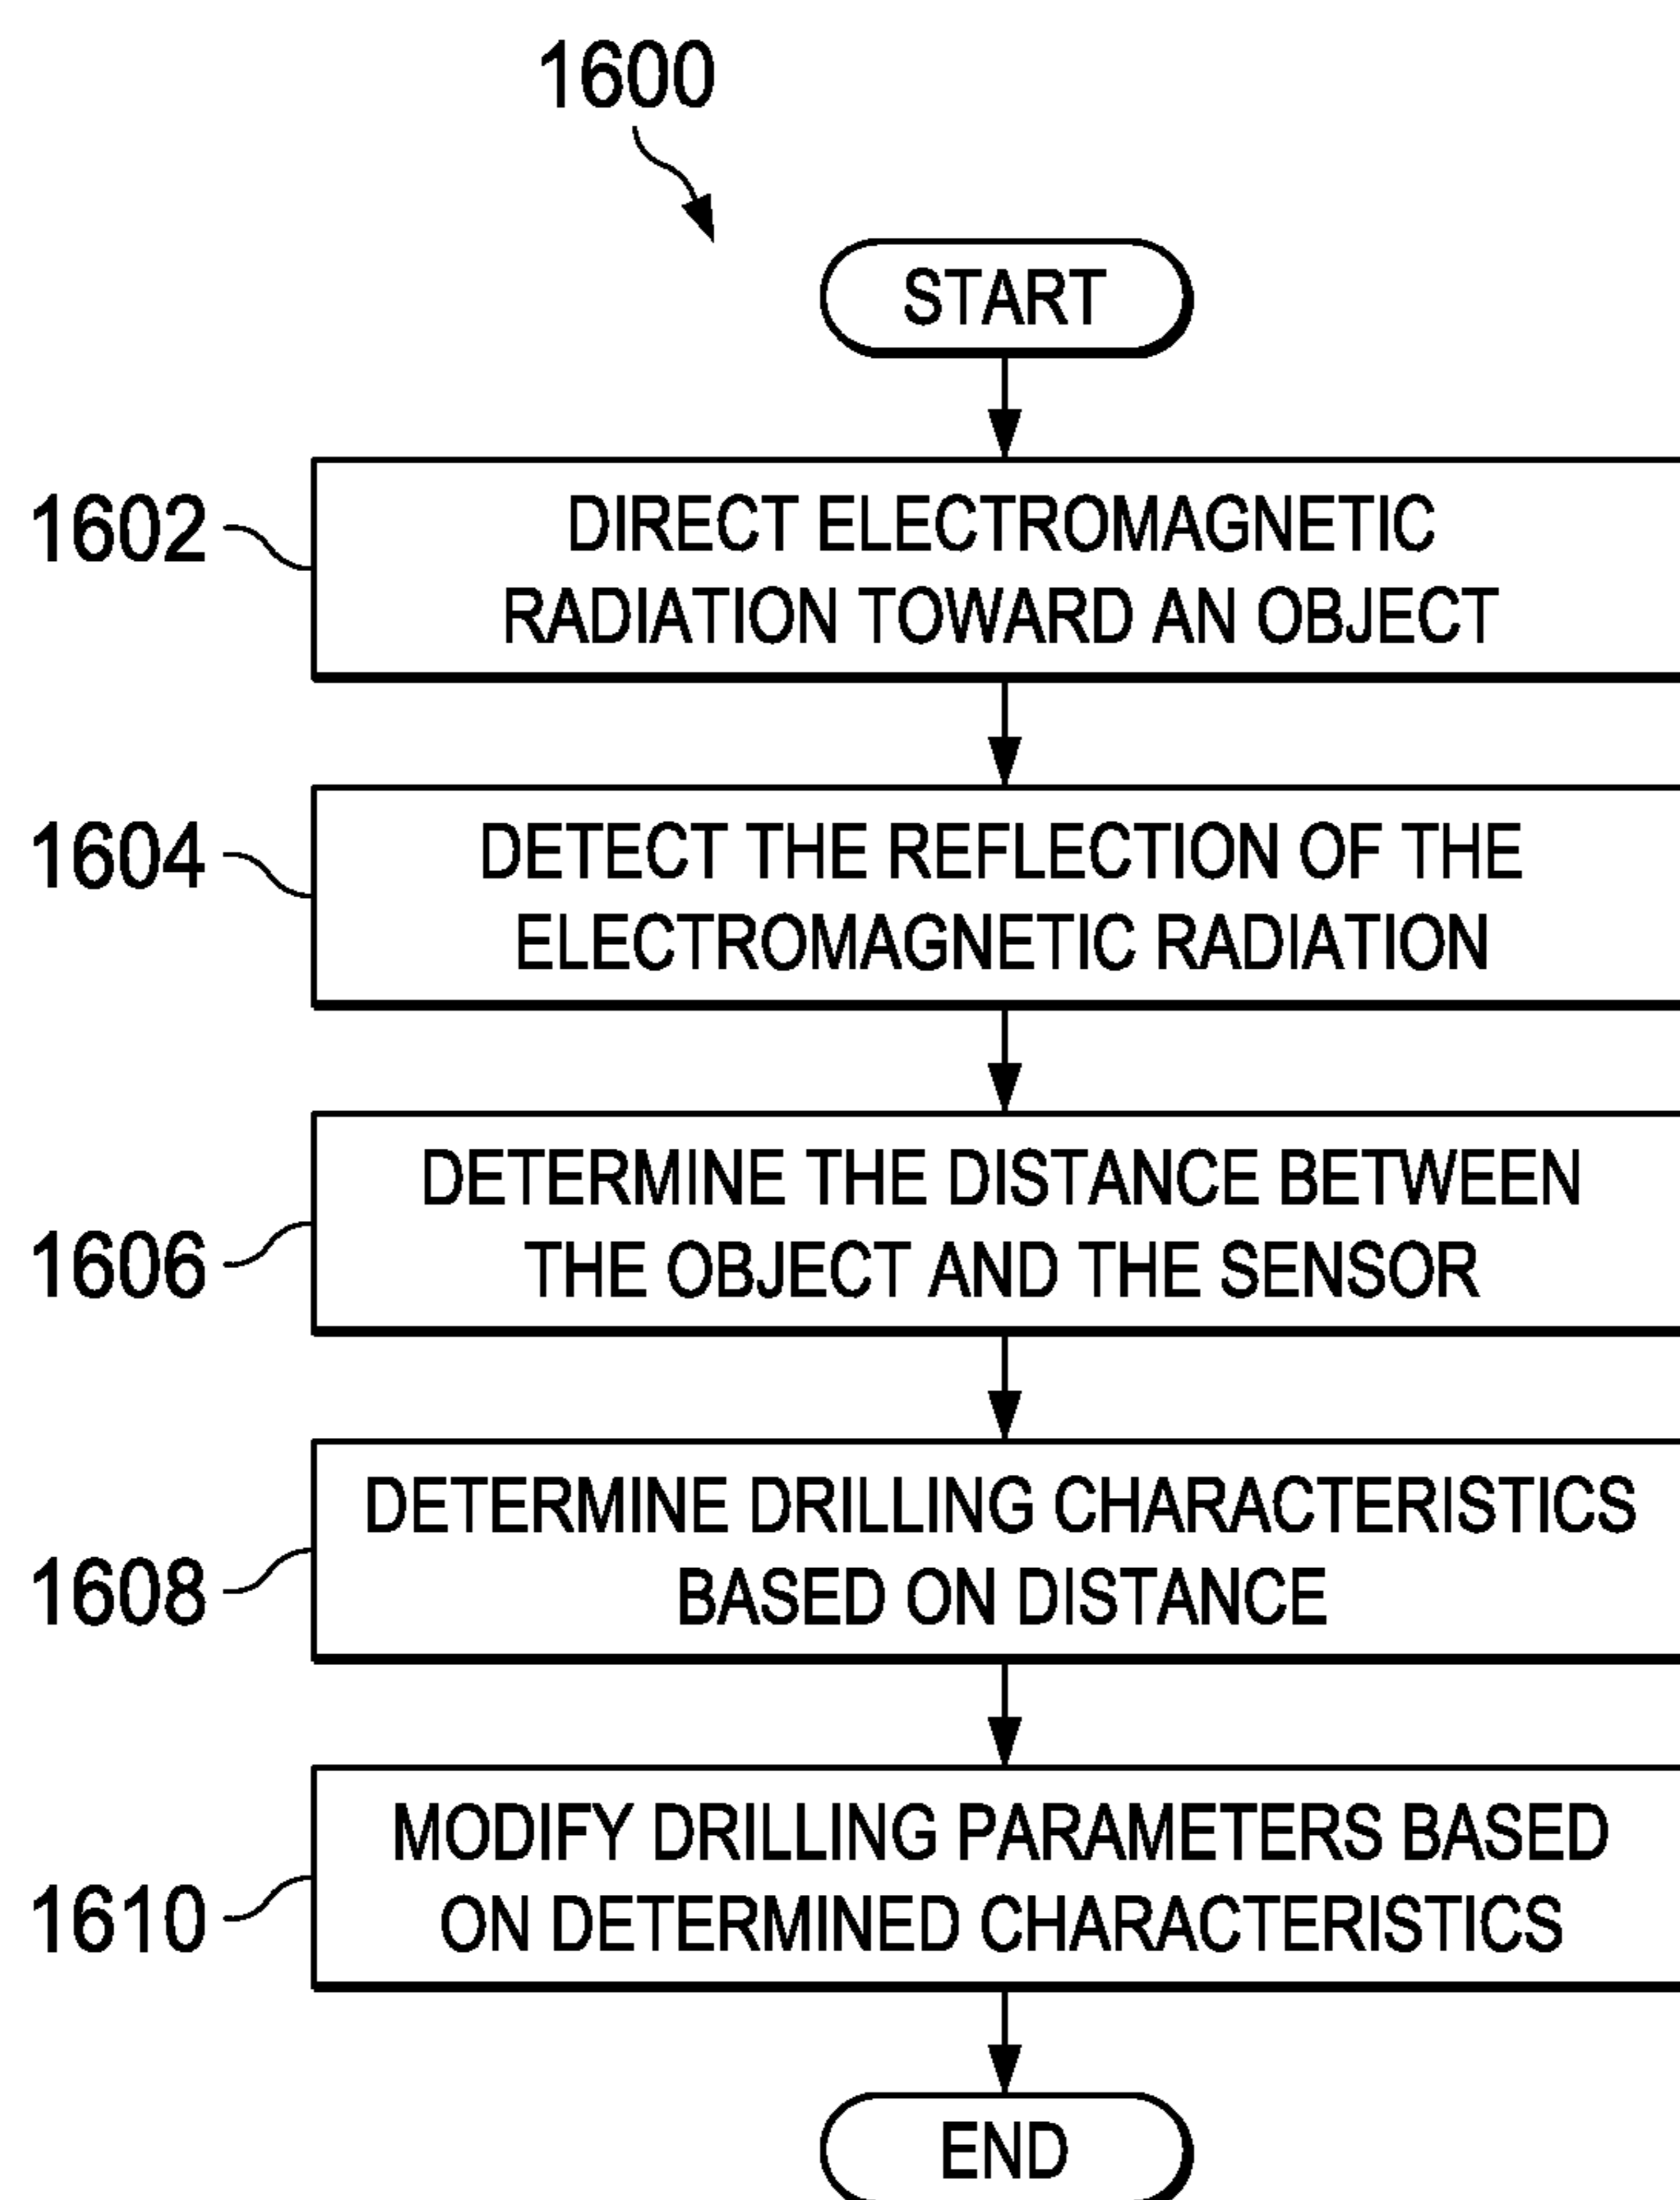 1600
START
1602
DIRECT ELECTROMAGNETIC
RADIATION TOWARD AN OBJECT
1604
DETECT THE REFLECTION OF THE
ELECTROMAGNETIC RADIATION
1606
DETERMINE THE DISTANCE BETWEEN
THE OBJECT AND THE SENSOR
1608
DETERMINE DRILLING CHARACTERISTICS
BASED ON DISTANCE
1610
MODIFY DRILLING PARAMETERS BASED
ON DETERMINED CHARACTERISTICS
END